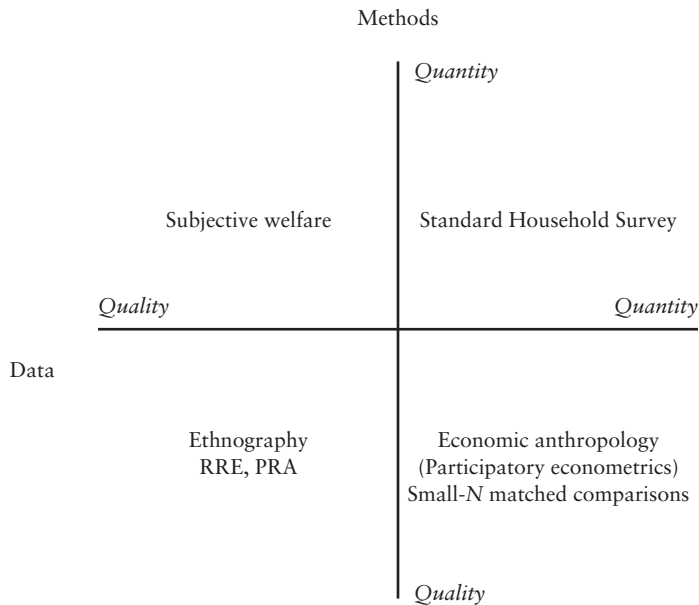 Methods
Quantity
Subjective welfare
Standard Household Survey
Quality
Quantity
Data
Ethnography
RRE, PRA
Economic anthropology
(Participatory econometrics)
Small-N matched comparisons
Quality